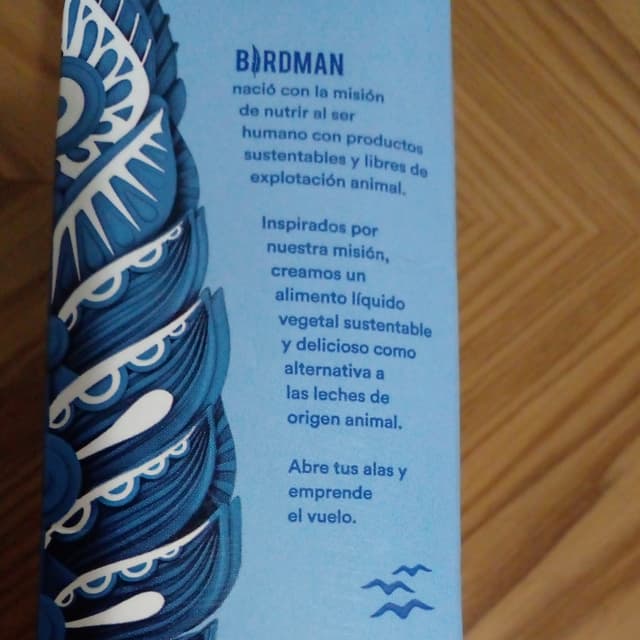 BIRDMAN
nació con la misión
de nutrir al ser
humano con productos
sustentables y libres de
explotación animal.
Inspirados por
nuestra misión,
creamos un
alimento líquido
vegetal sustentable
y delicioso como
alternativa a
las leches de
origen animal.
Abre tus alas y
emprende
el vuelo.